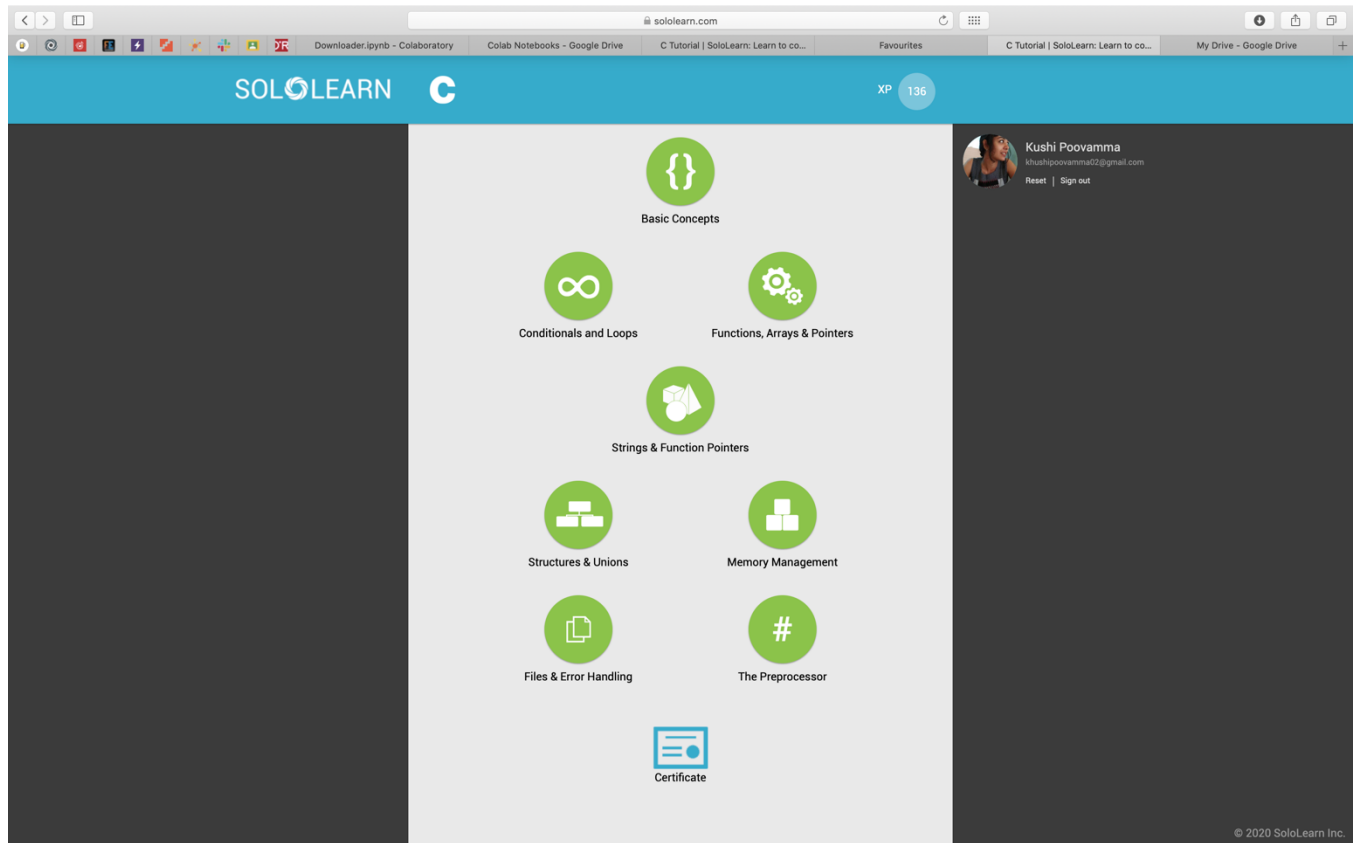 sololearn.com
Downloader.ipynb - Colaboratory
Colab Notebooks - Google Drive
C Tutorial | SoloLearn: Learn to co...
Favourites
C Tutorial | SoloLearn: Learn to co...
My Drive - Google Drive
SOLOLEARN C
XP 136
Kushi Poovamma
khushipoovamma02@gmail.com
Reset | Sign out
{}
Basic Concepts
Conditionals and Loops
Functions, Arrays & Pointers
Strings & Function Pointers
Structures & Unions
Memory Management
#
Files & Error Handling
The Preprocessor
Certificate
© 2020 SoloLearn Inc.